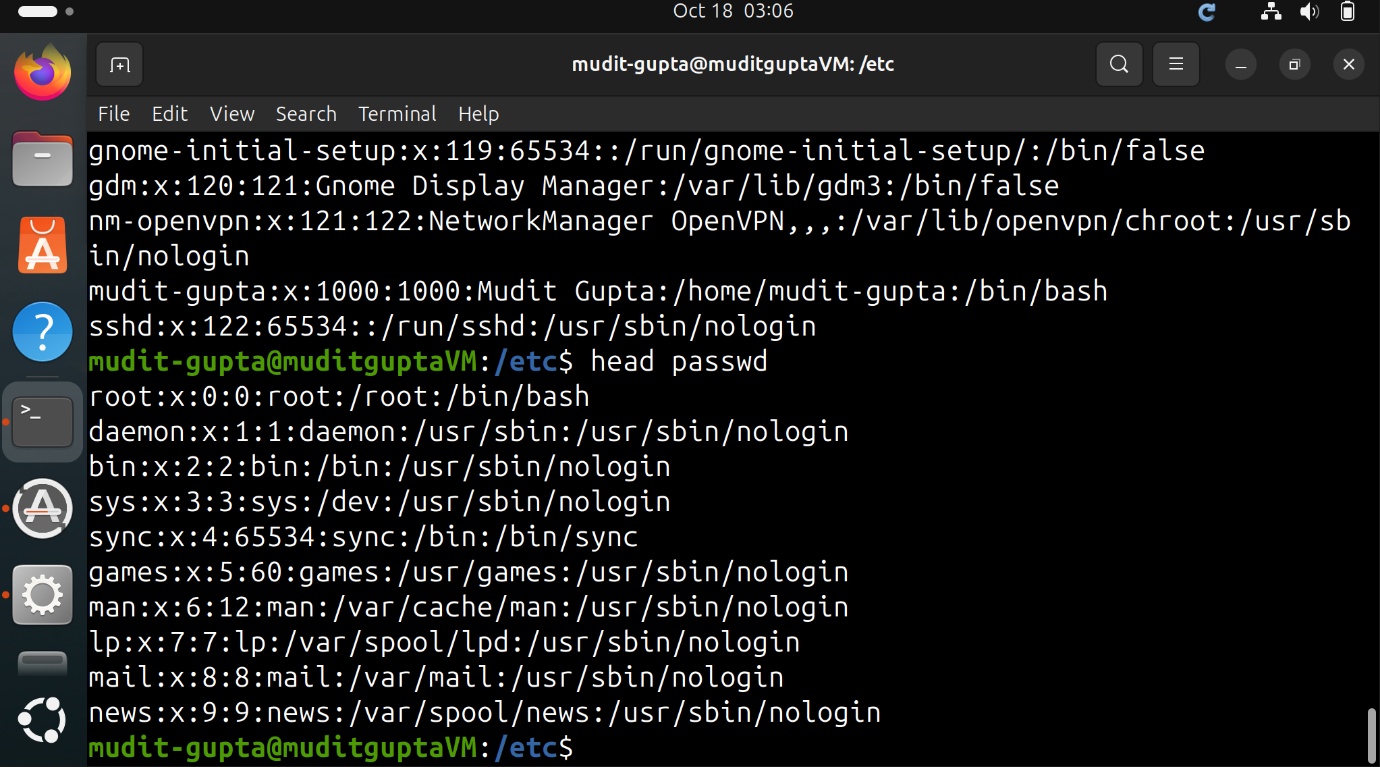 Oct 18 03:06
mudit-gupta@muditguptaVM: /etc
File Edit View Search Terminal Help
gnome-initial-setup:x:119:65534::/run/gnome-initial-setup/:/bin/false
gdm:x:120:121:Gnome Display Manager:/var/lib/gdm3:/bin/false
nm-openvpn:x:121:122:NetworkManager OpenVPN,,,:/var/lib/openvpn/chroot:/usr/sb
in/nologin
mudit-gupta:x:1000:1000:Mudit Gupta:/home/mudit-gupta:/bin/bash
sshd:x:122:65534::/run/sshd:/usr/sbin/nologin
mudit-gupta@muditguptaVM:/etc$ head passwd
root:x:0:0:root:/root:/bin/bash
daemon:x:1:1:daemon:/usr/sbin:/usr/sbin/nologin
bin:x:2:2:bin:/bin:/usr/sbin/nologin
sys:x:3:3:sys:/dev:/usr/sbin/nologin
sync:x:4:65534:sync:/bin:/bin/sync
games:x:5:60:games:/usr/games:/usr/sbin/nologin
man:x:6:12:man:/var/cache/man:/usr/sbin/nologin
lp:x:7:7:lp:/var/spool/lpd:/usr/sbin/nologin
mail:x:8:8:mail:/var/mail:/usr/sbin/nologin
news:x:9:9:news:/var/spool/news:/usr/sbin/nologin
mudit-gupta@muditguptaVM:/etc$